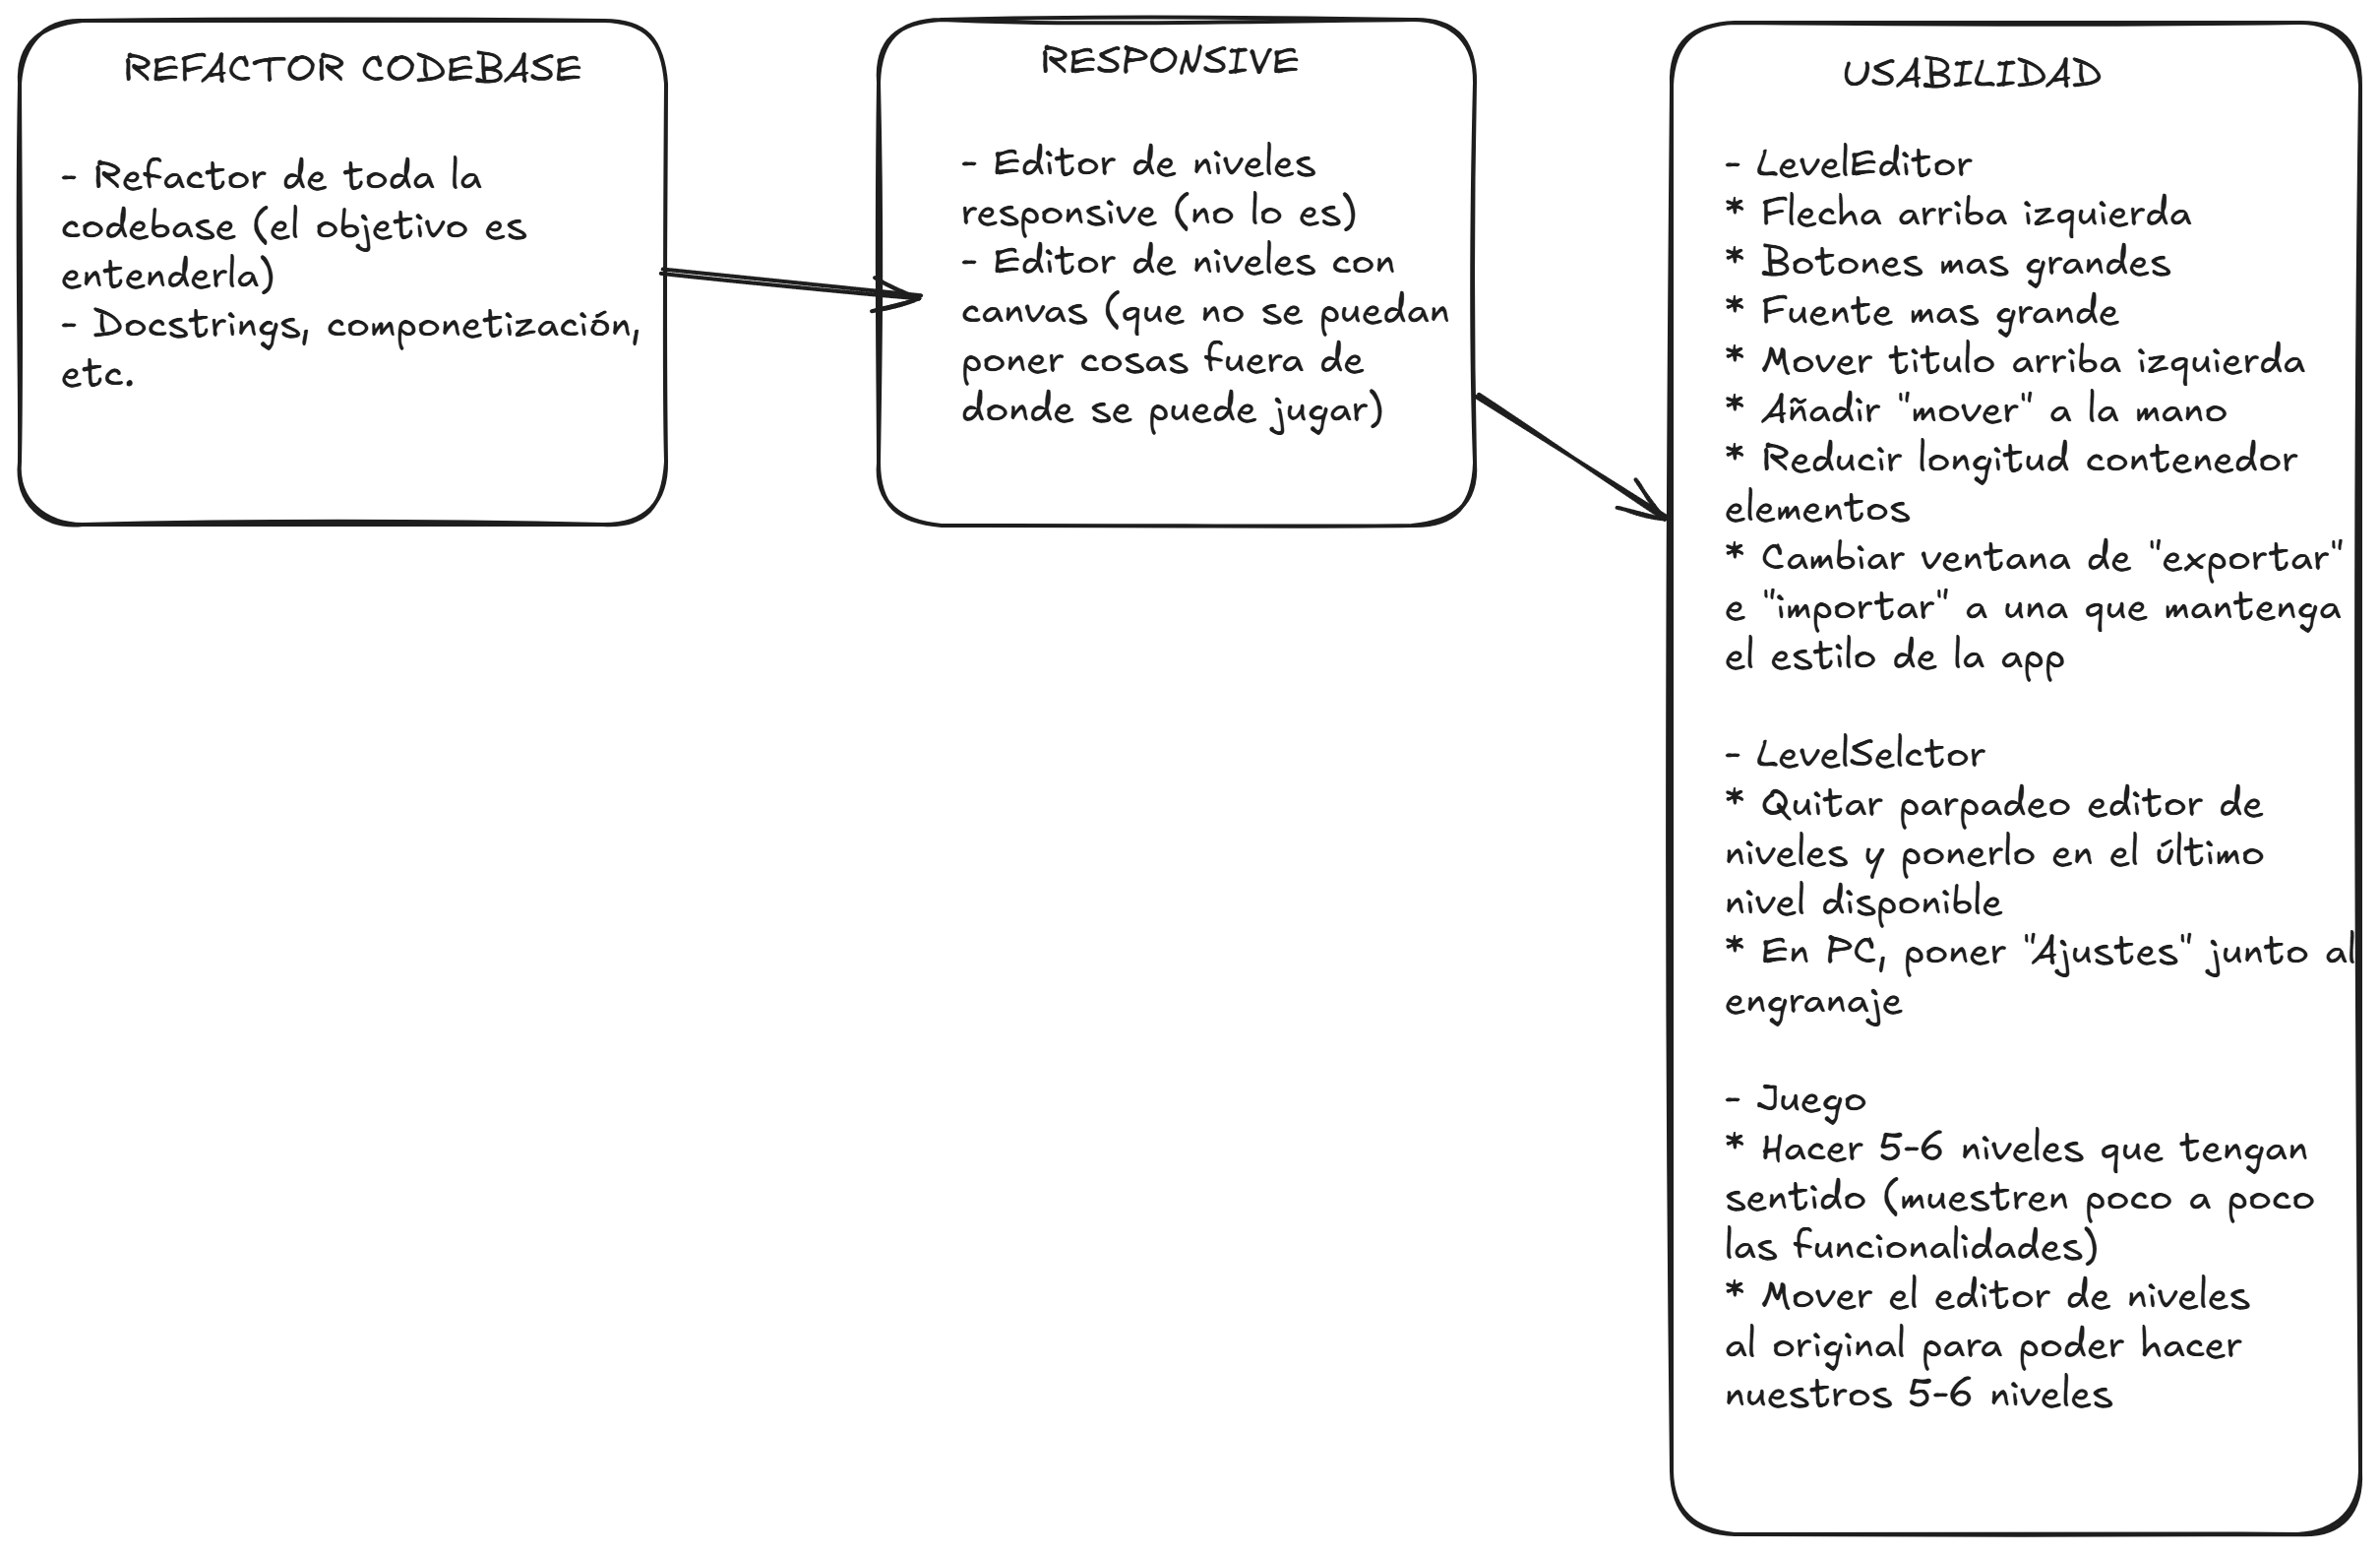 REFACTOR CODEBASE
- Refactor de toda la
codebase (el objetivo es
entenderla)
- Docstrings, componetización,
etc.
RESPONSIVE
- Editor de niveles
responsive (no lo es)
- Editor de niveles con
canvas (que no se puedan
poner cosas fuera de
donde se puede jugar)
USABILIDAD
- LevelEditor
* Flecha arriba izquierda
* Botones mas grandes
* Fuente mas grande
* Mover titulo arriba izquierda
* Añadir "mover" a la mano
* Reducir longitud contenedor
elementos
* Cambiar ventana de "exportar"
e "importar" a una que mantenga
el estilo de la app
- LevelSelctor
* Quitar parpadeo editor de
niveles y ponerlo en el último
nivel disponible
* En PC, poner "Ajustes" junto al
engranaje
- Juego
* Hacer 5-6 niveles que tengan
sentido (muestren poco a poco
las funcionalidades)
* Mover el editor de niveles
al original para poder hacer
nuestros 5-6 niveles